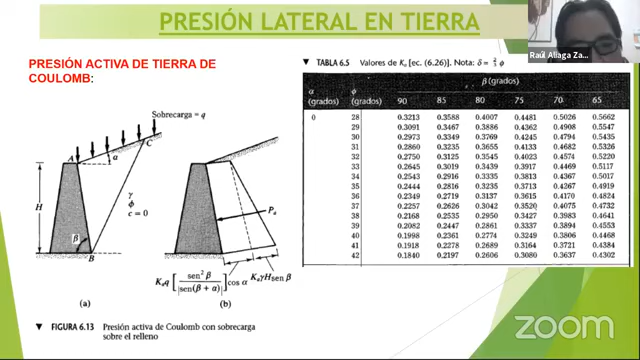 PRESIÓN LATERAL EN TIERRA
Raúl Aliaga Za...
PRESIÓN ACTIVA DE TIERRA DE
COULOMB:
Sobrecarga = q
A
C
α
H
γ
ϕ
c = 0
β
B
Pa
Kaq [sen² β / sen(β + α)] cos α
KaγH sen β
(a)
(b)
▼ FIGURA 6.13 Presión activa de Coulomb con sobrecarga
sobre el relleno
▼ TABLA 6.5 Valores de Ka [ec. (6.26)]. Nota: δ = 2/3 ϕ
β (grados)
α (grados) ϕ (grados) 90 85 80 75 70 65
0 28 0.3213 0.3588 0.4007 0.4481 0.5026 0.5662
29 0.3091 0.3467 0.3886 0.4362 0.4908 0.5547
30 0.2973 0.3349 0.3769 0.4245 0.4794 0.5435
31 0.2860 0.3235 0.3655 0.4133 0.4682 0.5326
32 0.2750 0.3125 0.3545 0.4023 0.4574 0.5220
33 0.2645 0.3019 0.3439 0.3917 0.4469 0.5117
34 0.2543 0.2916 0.3335 0.3813 0.4367 0.5017
35 0.2444 0.2816 0.3235 0.3713 0.4267 0.4919
36 0.2349 0.2719 0.3137 0.3615 0.4170 0.4824
37 0.2257 0.2626 0.3042 0.3520 0.4075 0.4732
38 0.2168 0.2535 0.2950 0.3427 0.3983 0.4641
39 0.2082 0.2447 0.2861 0.3337 0.3894 0.4553
40 0.1998 0.2361 0.2774 0.3249 0.3806 0.4468
41 0.1918 0.2278 0.2689 0.3164 0.3721 0.4384
42 0.1840 0.2197 0.2606 0.3080 0.3637 0.4302
zoom